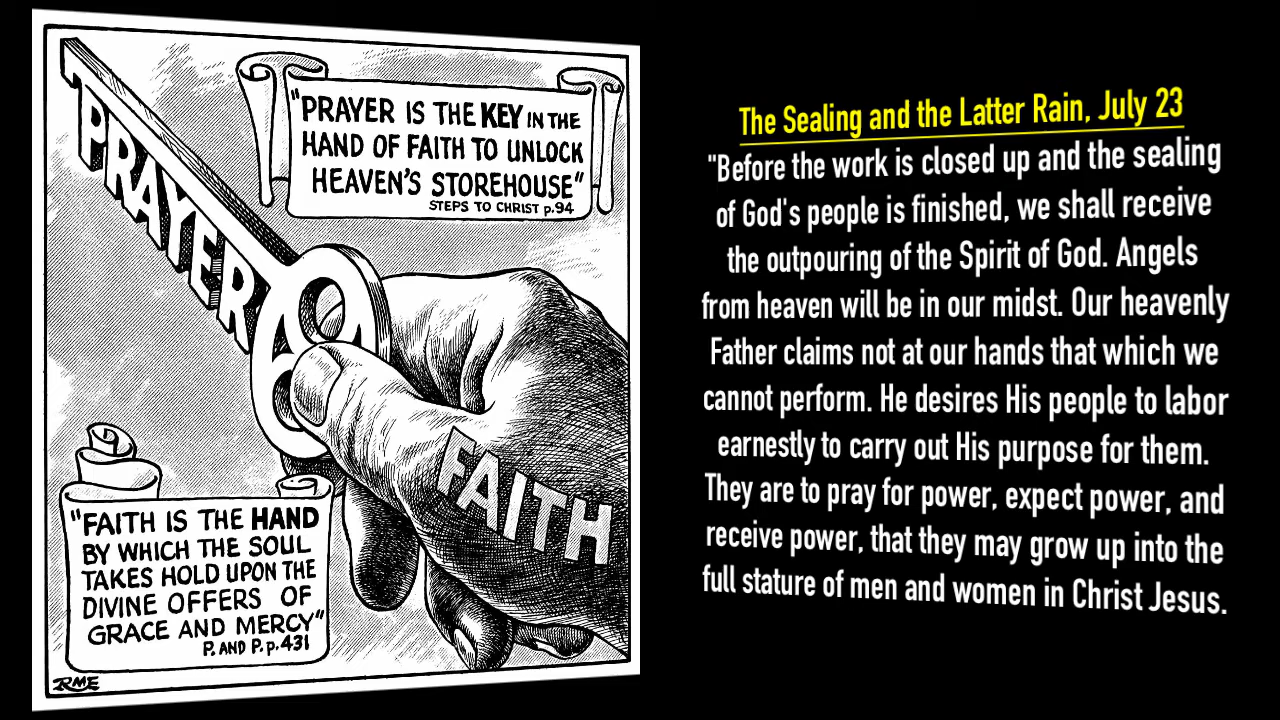 PRAYER
"PRAYER IS THE KEY IN THE
HAND OF FAITH TO UNLOCK
HEAVEN'S STOREHOUSE"
STEPS TO CHRIST p.94
FAITH
"FAITH IS THE HAND
BY WHICH THE SOUL
TAKES HOLD UPON THE
DIVINE OFFERS OF
GRACE AND MERCY"
P. AND P. p.431
RME
The Sealing and the Latter Rain, July 23
"Before the work is closed up and the sealing
of God's people is finished, we shall receive
the outpouring of the Spirit of God. Angels
from heaven will be in our midst. Our heavenly
Father claims not at our hands that which we
cannot perform. He desires His people to labor
earnestly to carry out His purpose for them.
They are to pray for power, expect power, and
receive power, that they may grow up into the
full stature of men and women in Christ Jesus.